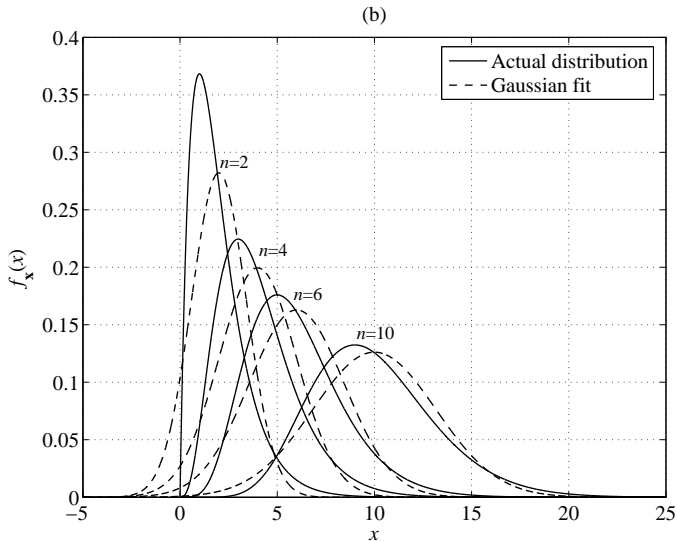 (b)
0.4
0.35
0.3
0.25
0.2
0.15
0.1
0.05
0
f𝐱(x)
Actual distribution
Gaussian fit
n=2
n=4
n=6
n=10
−5 0 5 10 15 20 25
x